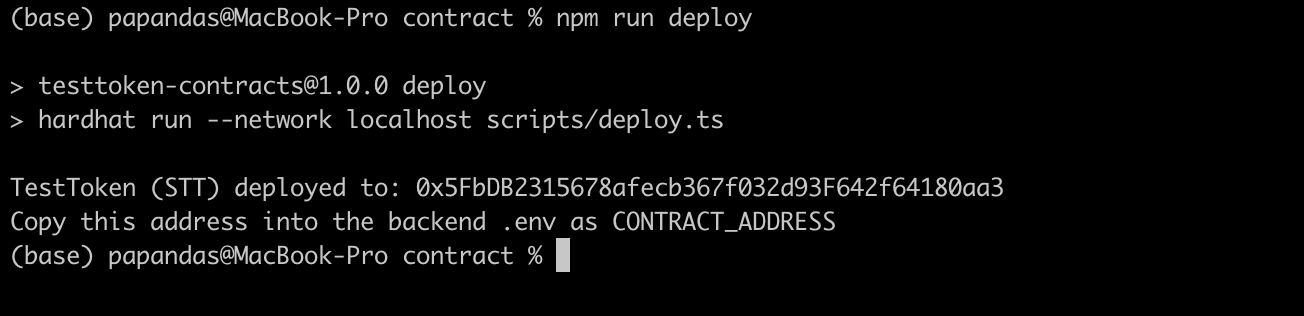 (base) papandas@MacBook-Pro contract % npm run deploy
> testtoken-contracts@1.0.0 deploy
> hardhat run --network localhost scripts/deploy.ts
TestToken (STT) deployed to: 0x5FbDB2315678afecb367f032d93F642f64180aa3
Copy this address into the backend .env as CONTRACT_ADDRESS
(base) papandas@MacBook-Pro contract %